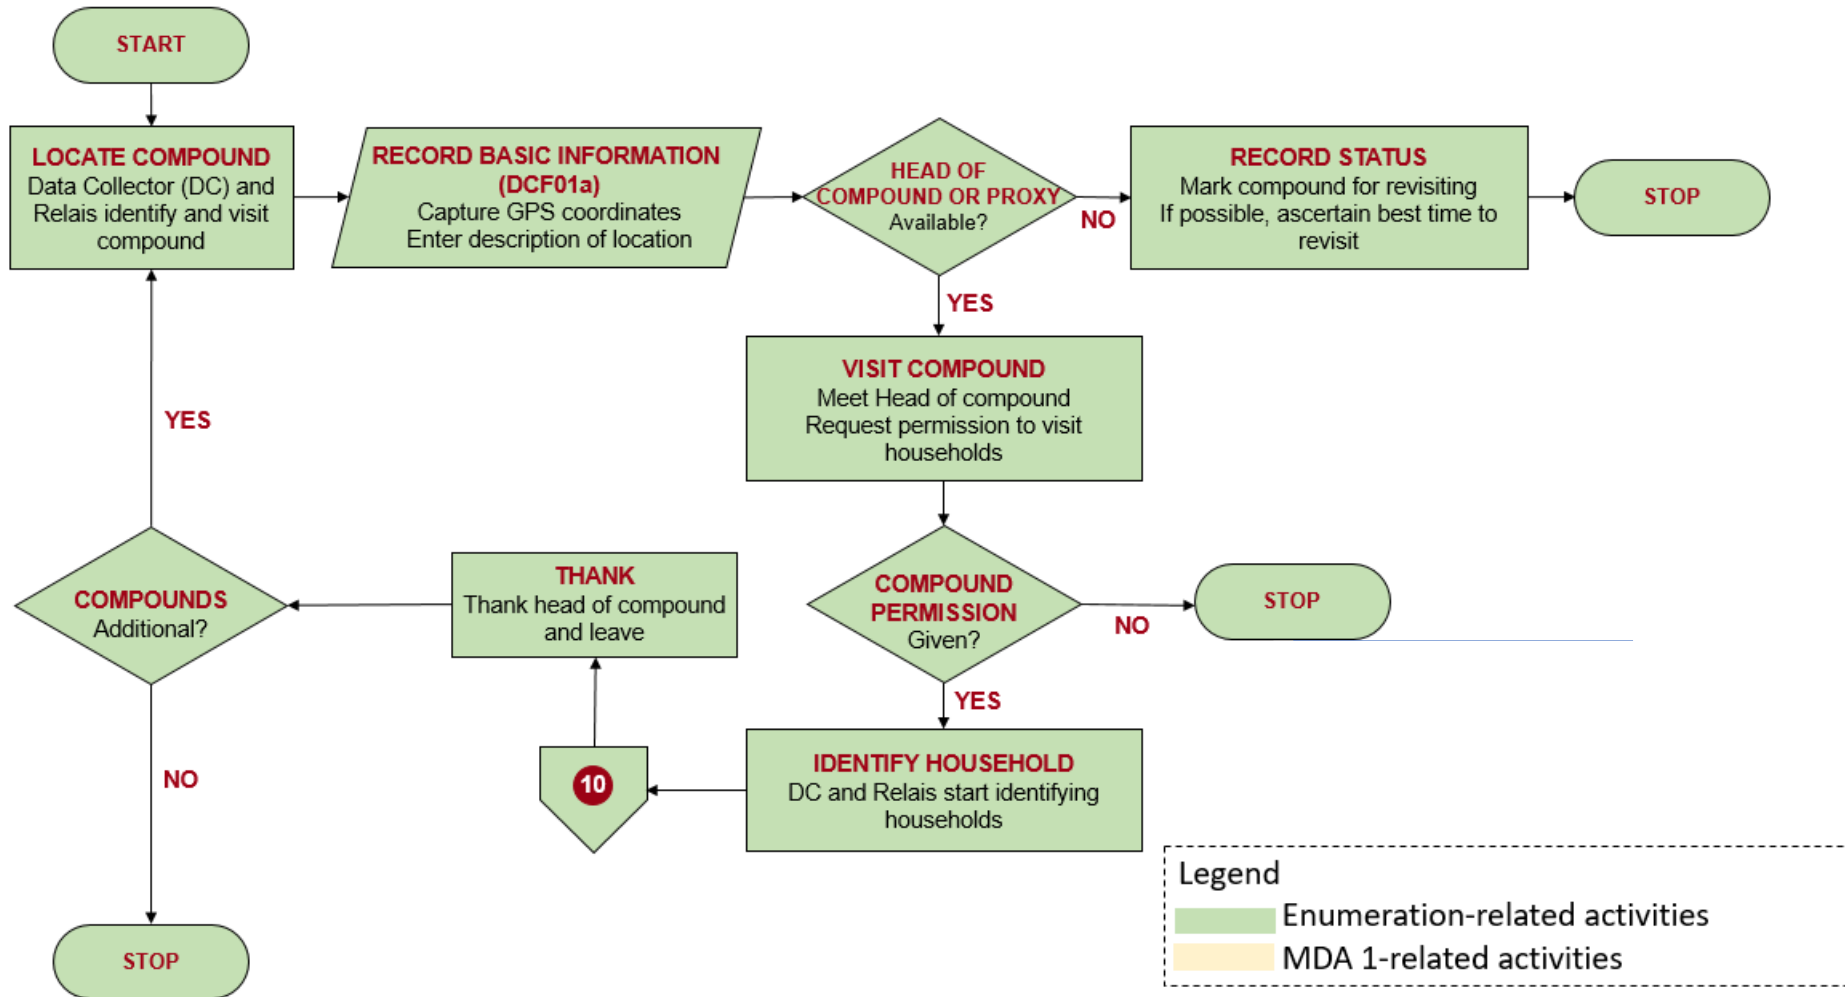 START
LOCATE COMPOUND
Data Collector (DC) and
Relais identify and visit
compound
RECORD BASIC INFORMATION
(DCF01a)
Capture GPS coordinates
Enter description of location
HEAD OF
COMPOUND OR PROXY
Available?
NO
RECORD STATUS
Mark compound for revisiting
If possible, ascertain best time to
revisit
STOP
YES
VISIT COMPOUND
Meet Head of compound
Request permission to visit
households
COMPOUND
PERMISSION
Given?
NO
STOP
YES
IDENTIFY HOUSEHOLD
DC and Relais start identifying
households
10
THANK
Thank head of compound
and leave
COMPOUNDS
Additional?
YES
NO
STOP
Legend
Enumeration-related activities
MDA 1-related activities